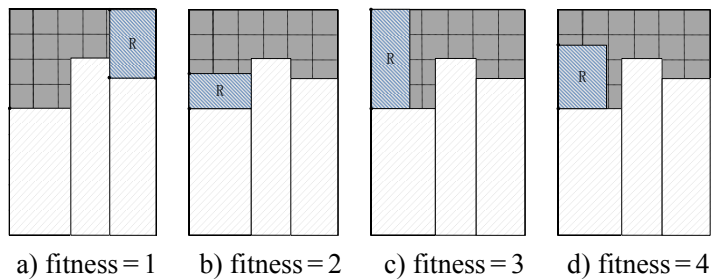 R
R
R
R
a) fitness = 1
b) fitness = 2
c) fitness = 3
d) fitness = 4